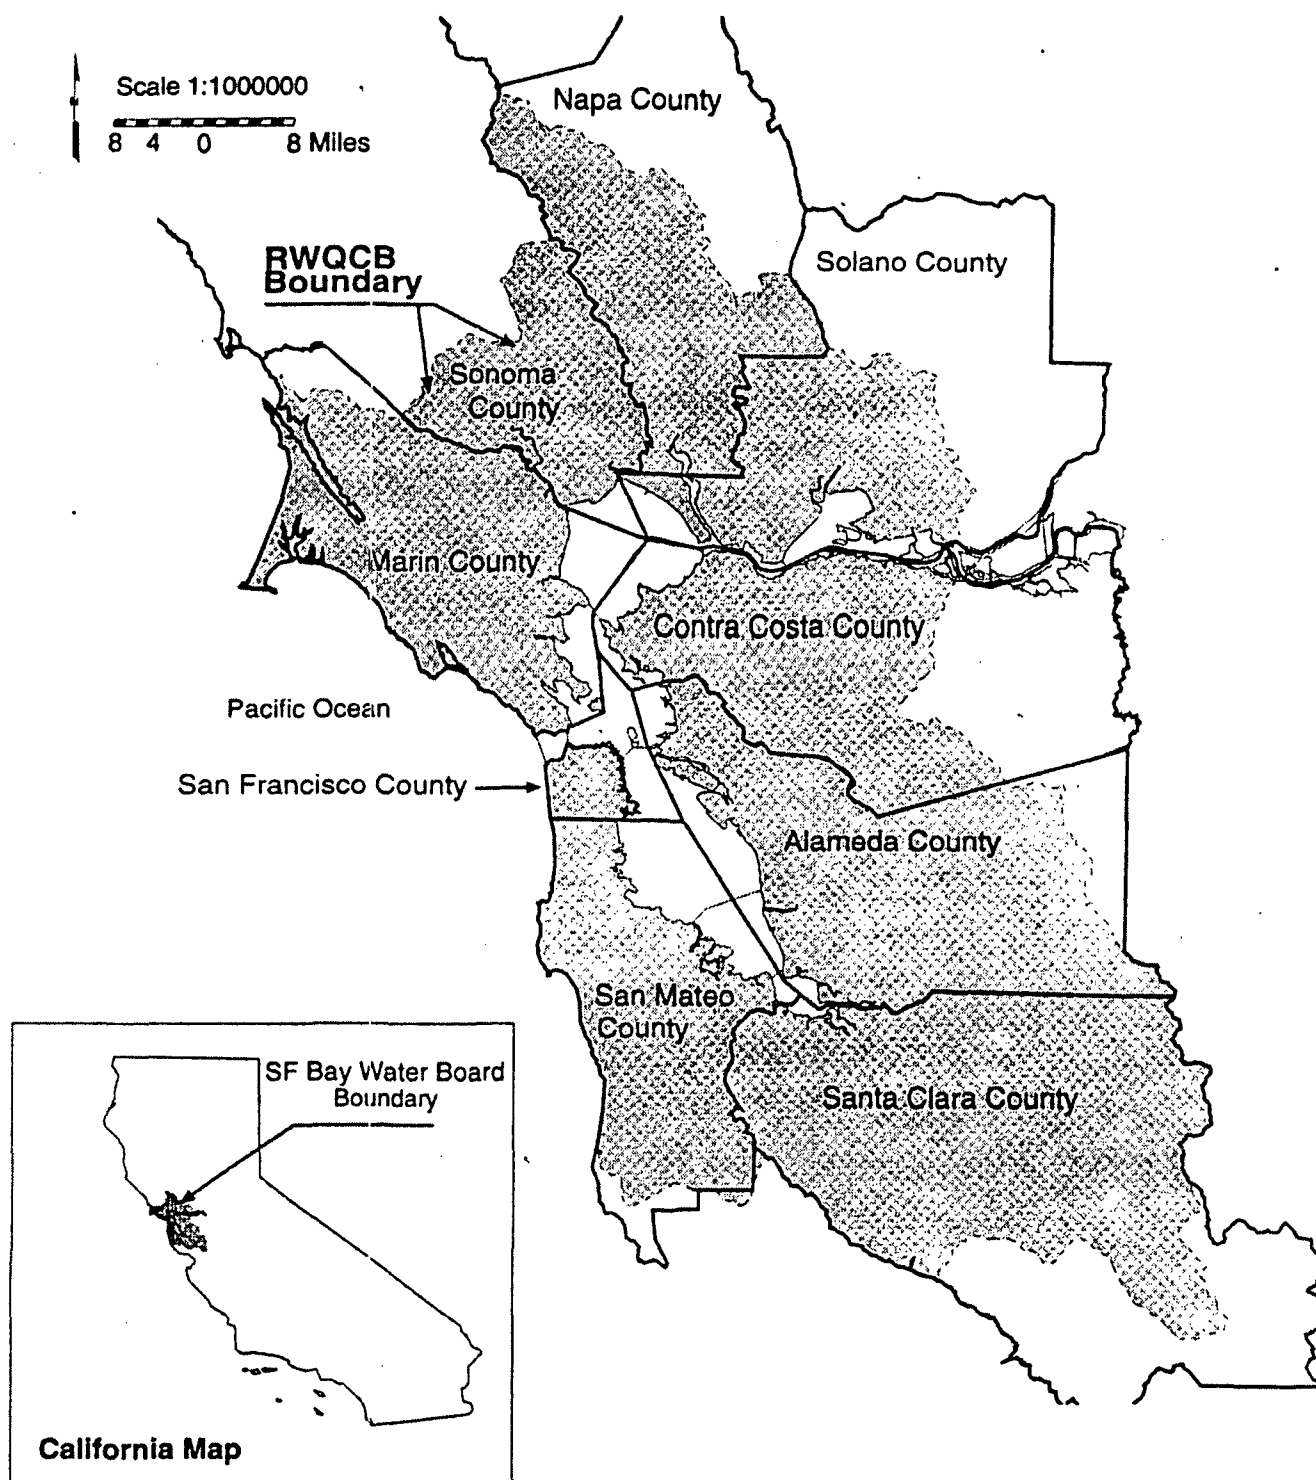 Scale 1:1000000
8 4 0 8 Miles
Napa County
Solano County
RWQCB
Boundary
Sonoma
County
Marin County
Contra Costa County
Pacific Ocean
San Francisco County
Alameda County
San Mateo
County
Santa Clara County
SF Bay Water Board
Boundary
California Map